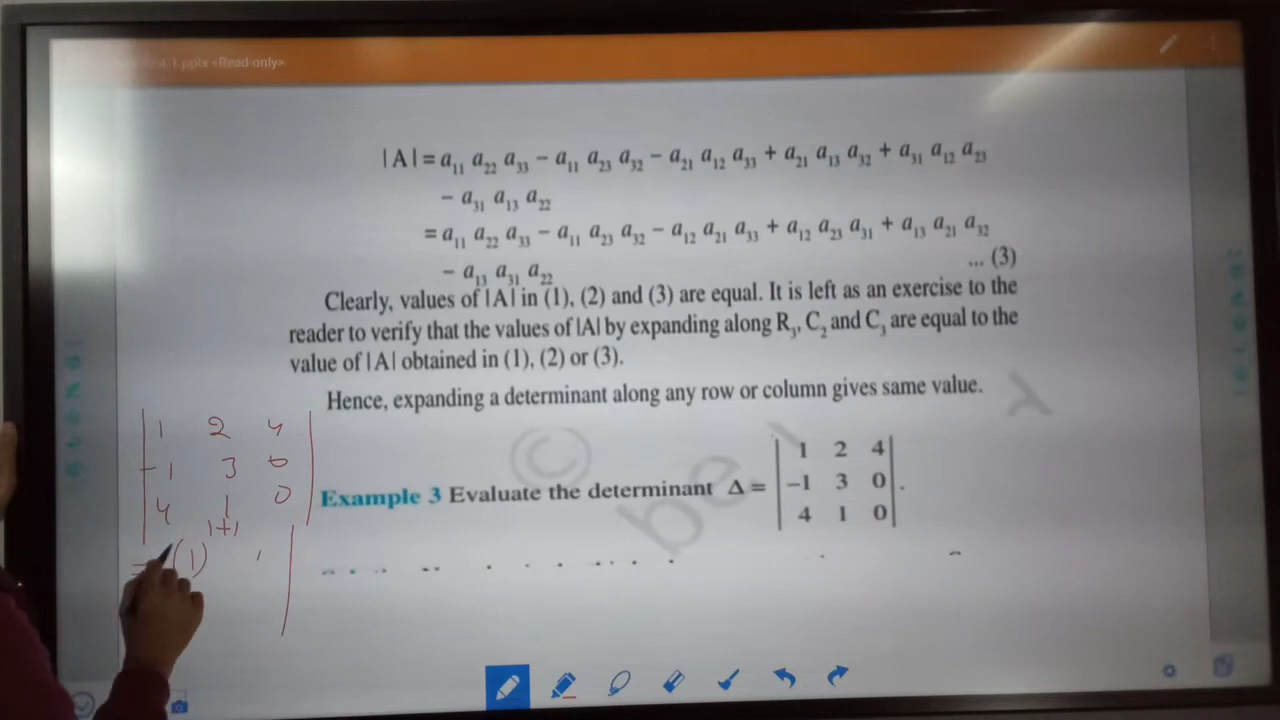 .pptx <Read-only>
|A| = a₁₁ a₂₂ a₃₃ − a₁₁ a₂₃ a₃₂ − a₂₁ a₁₂ a₃₃ + a₂₁ a₁₃ a₃₂ + a₃₁ a₁₂ a₂₃
− a₃₁ a₁₃ a₂₂
= a₁₁ a₂₂ a₃₃ − a₁₁ a₂₃ a₃₂ − a₁₂ a₂₁ a₃₃ + a₁₂ a₂₃ a₃₁ + a₁₃ a₂₁ a₃₂
− a₁₃ a₃₁ a₂₂ ... (3)
Clearly, values of |A| in (1), (2) and (3) are equal. It is left as an exercise to the
reader to verify that the values of |A| by expanding along R₃, C₂ and C₃ are equal to the
value of |A| obtained in (1), (2) or (3).
Hence, expanding a determinant along any row or column gives same value.
Example 3 Evaluate the determinant Δ =
1 2 4
−1 3 0
4 1 0
.
1 2 4
-1 3 0
4 1 0
1+1
(1)
©
be